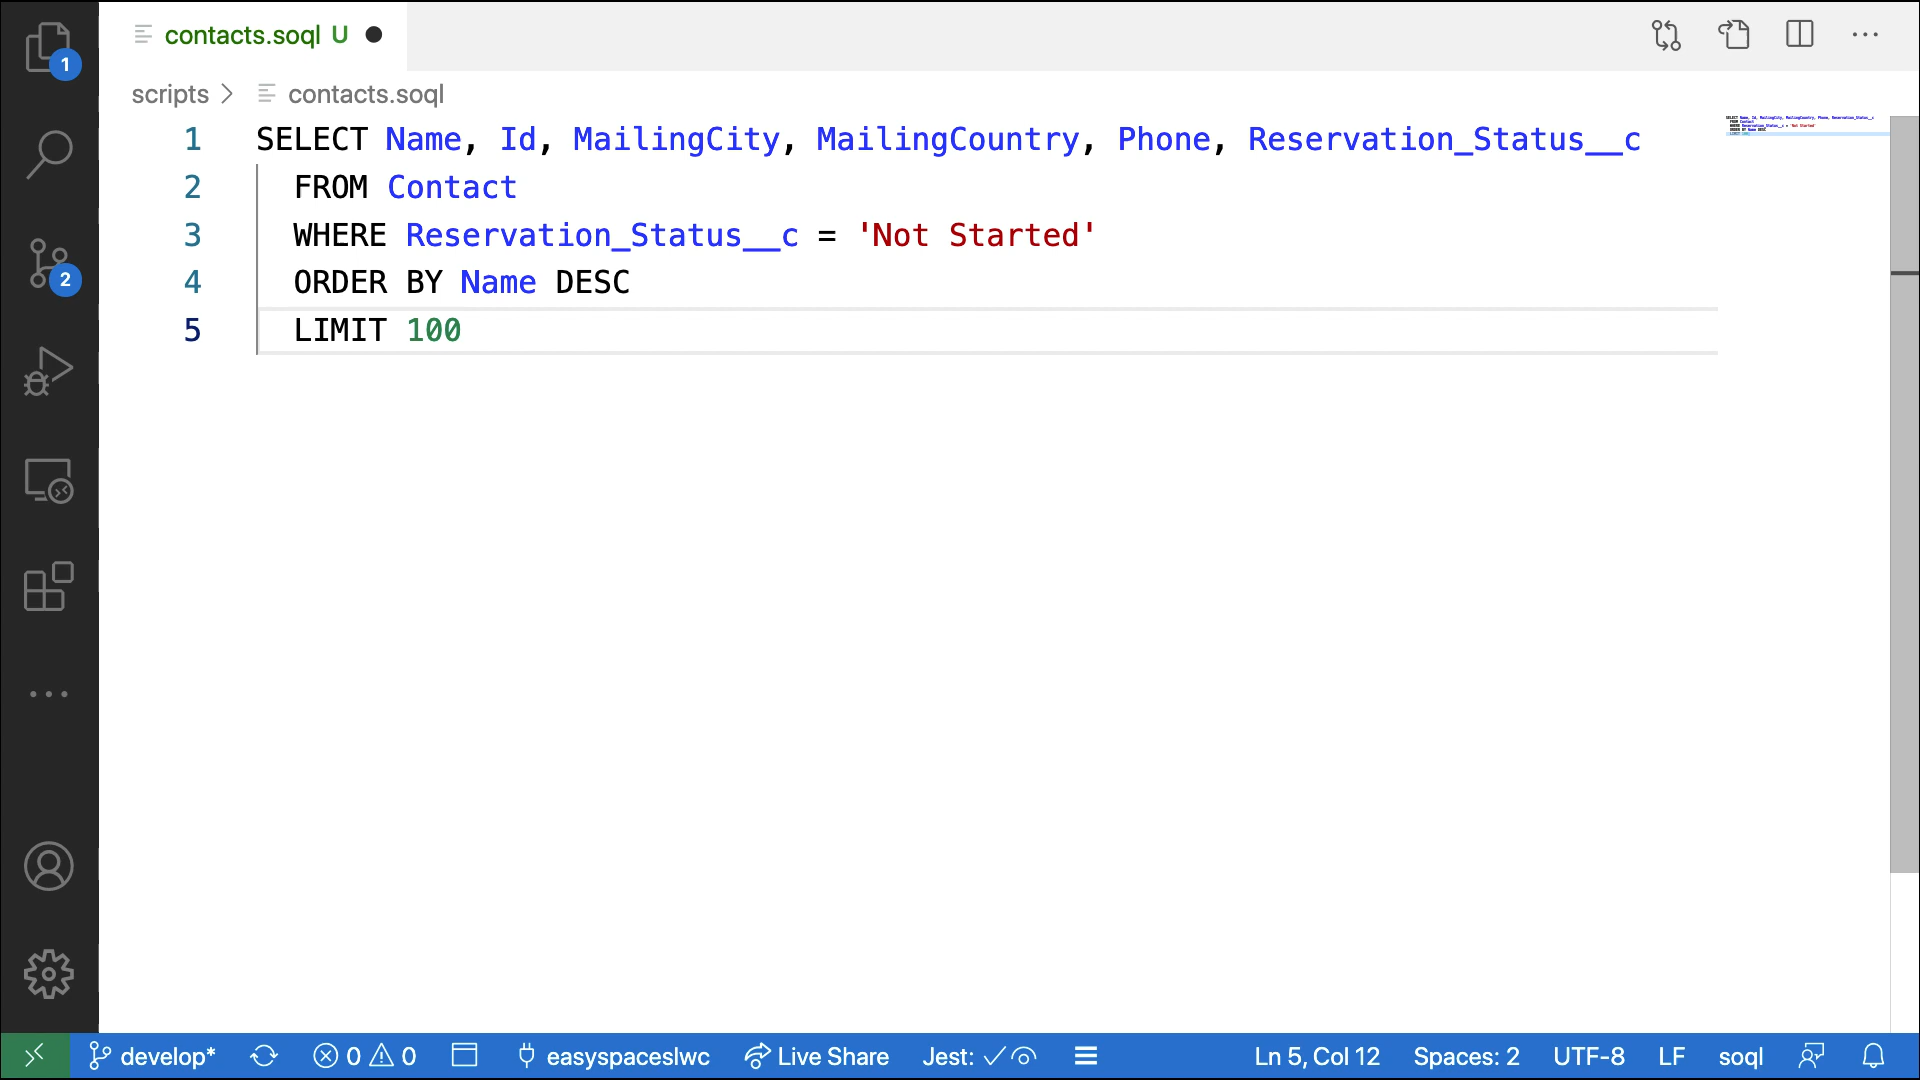 contacts.soql U
scripts > contacts.soql
1 SELECT Name, Id, MailingCity, MailingCountry, Phone, Reservation_Status__c
2 FROM Contact
3 WHERE Reservation_Status__c = 'Not Started'
4 ORDER BY Name DESC
5 LIMIT 100
1
2
develop* 0 0 easyspaceslwc Live Share Jest: Ln 5, Col 12 Spaces: 2 UTF-8 LF soql